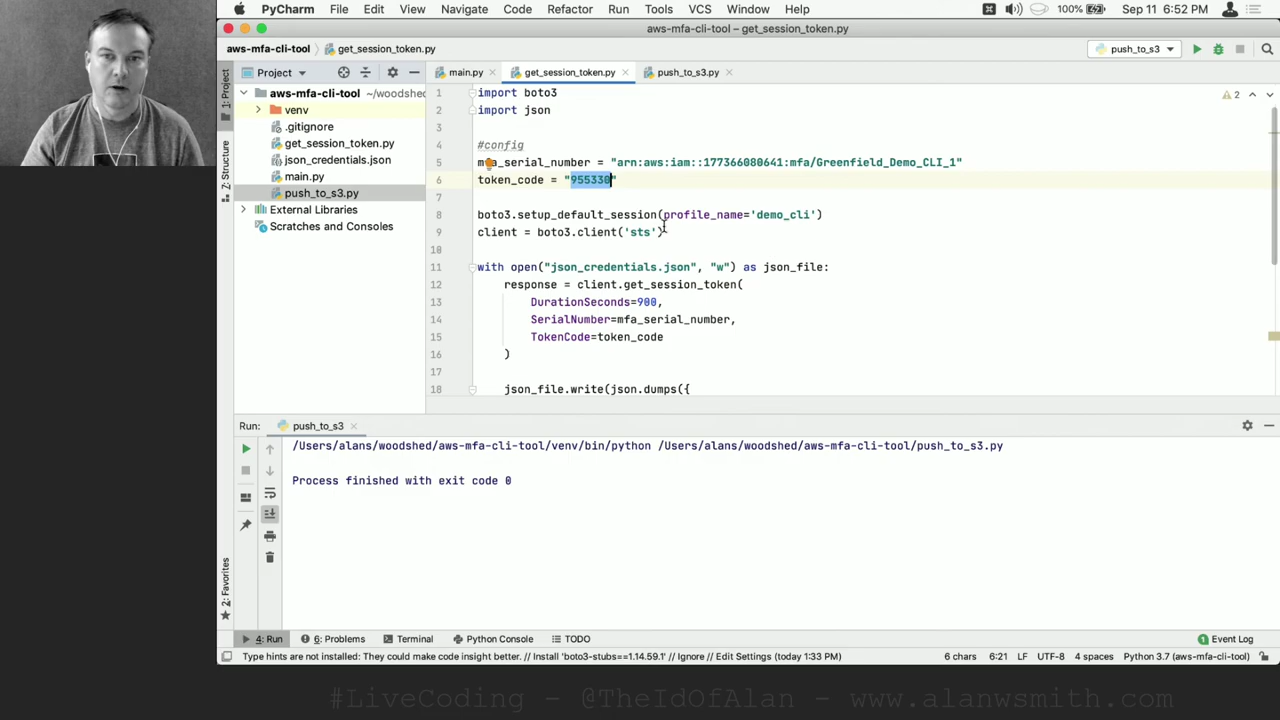 PyCharm File Edit View Navigate Code Refactor Run Tools VCS Window Help 100% Sep 11 6:52 PM
aws-mfa-cli-tool – get_session_token.py
aws-mfa-cli-tool get_session_token.py push_to_s3
Project main.py get_session_token.py push_to_s3.py
1: Project
Z: Structure
2: Favorites
aws-mfa-cli-tool ~/woodshed
venv
.gitignore
get_session_token.py
json_credentials.json
main.py
push_to_s3.py
External Libraries
Scratches and Consoles
2
1 import boto3
2 import json
3
4 #config
5 mfa_serial_number = "arn:aws:iam::177366080641:mfa/Greenfield_Demo_CLI_1"
6 token_code = "955330"
7
8 boto3.setup_default_session(profile_name='demo_cli')
9 client = boto3.client('sts')
10
11 with open("json_credentials.json", "w") as json_file:
12 response = client.get_session_token(
13 DurationSeconds=900,
14 SerialNumber=mfa_serial_number,
15 TokenCode=token_code
16 )
17
18 json_file.write(json.dumps({
Run: push_to_s3
/Users/alans/woodshed/aws-mfa-cli-tool/venv/bin/python /Users/alans/woodshed/aws-mfa-cli-tool/push_to_s3.py
Process finished with exit code 0
4: Run 6: Problems Terminal Python Console TODO 1 Event Log
Type hints are not installed: They could make code insight better. // Install 'boto3-stubs==1.14.59.1' // Ignore // Edit Settings (today 1:33 PM) 6 chars 6:21 LF UTF-8 4 spaces Python 3.7 (aws-mfa-cli-tool)
#LiveCoding - @TheIdOfAlan - www.alanwsmith.com